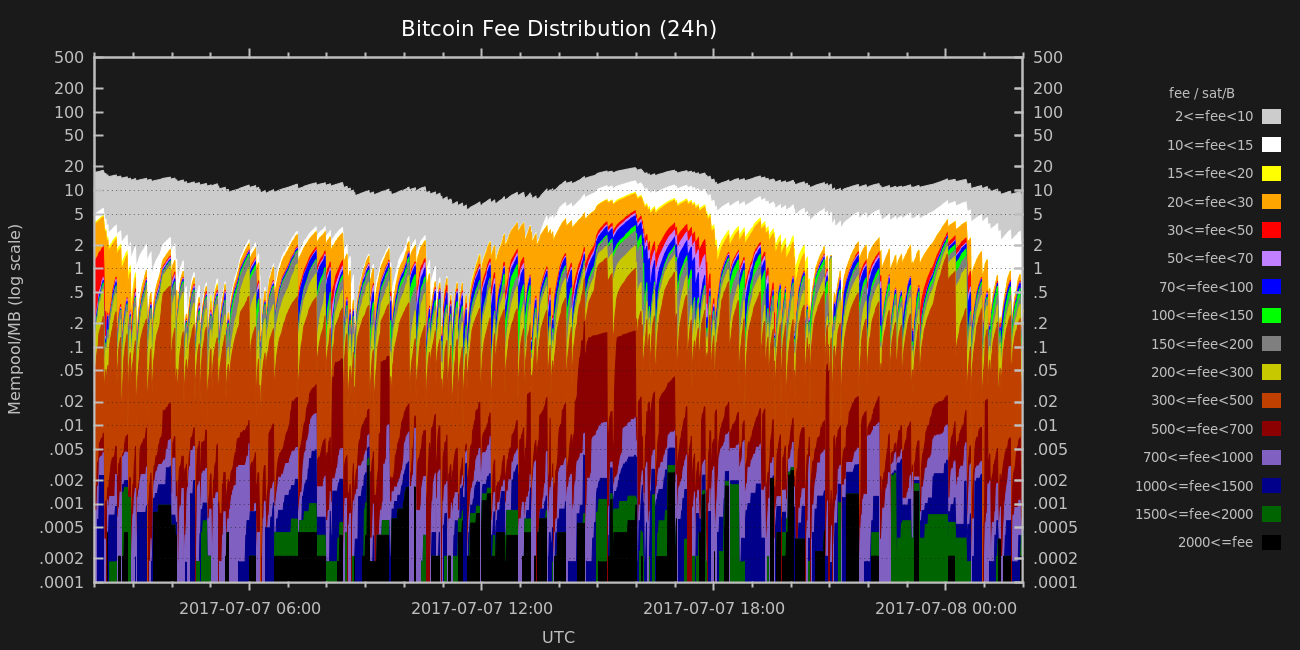 Bitcoin Fee Distribution (24h)
Mempool/MB (log scale)
500
200
100
50
20
10
5
2
1
.5
.2
.1
.05
.02
.01
.005
.002
.001
.0005
.0002
.0001
500
200
100
50
20
10
5
2
1
.5
.2
.1
.05
.02
.01
.005
.002
.001
.0005
.0002
.0001
2017-07-07 06:00
2017-07-07 12:00
2017-07-07 18:00
2017-07-08 00:00
UTC
fee / sat/B
2<=fee<10
10<=fee<15
15<=fee<20
20<=fee<30
30<=fee<50
50<=fee<70
70<=fee<100
100<=fee<150
150<=fee<200
200<=fee<300
300<=fee<500
500<=fee<700
700<=fee<1000
1000<=fee<1500
1500<=fee<2000
2000<=fee